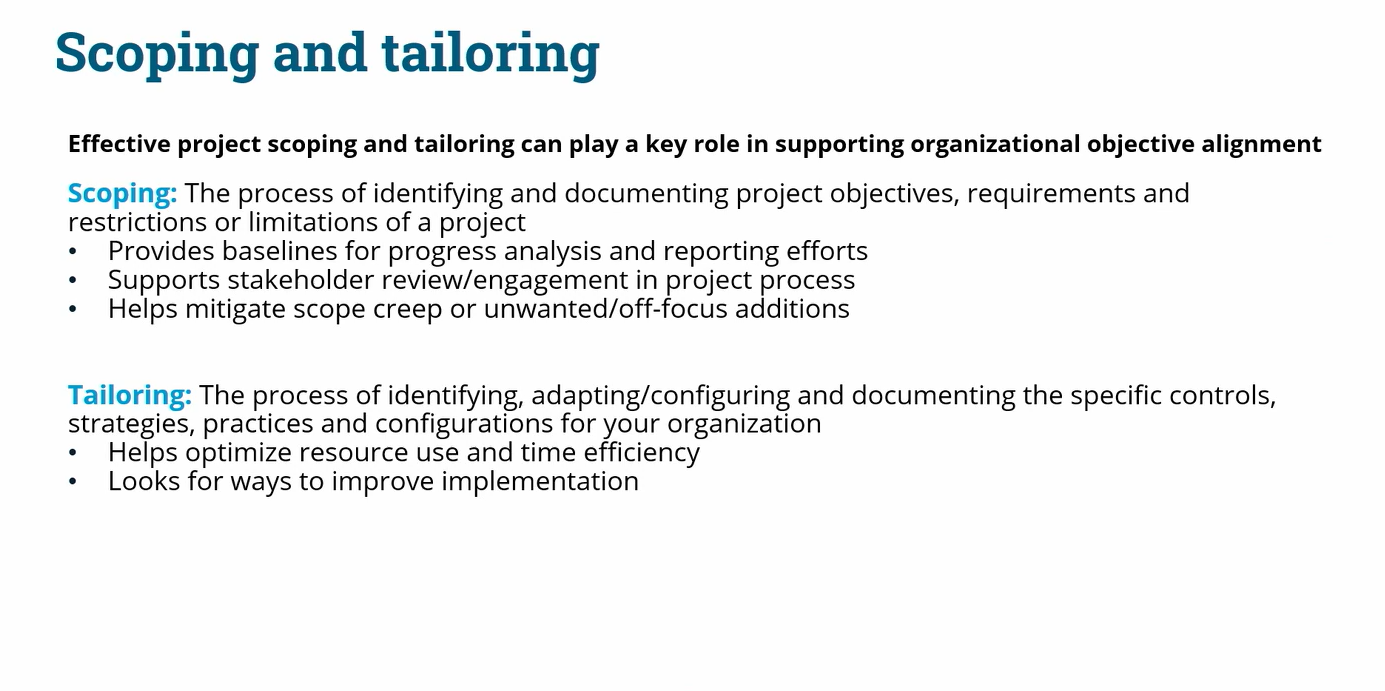 Scoping and tailoring
Effective project scoping and tailoring can play a key role in supporting organizational objective alignment
Scoping: The process of identifying and documenting project objectives, requirements and
restrictions or limitations of a project
• Provides baselines for progress analysis and reporting efforts
• Supports stakeholder review/engagement in project process
• Helps mitigate scope creep or unwanted/off-focus additions
Tailoring: The process of identifying, adapting/configuring and documenting the specific controls,
strategies, practices and configurations for your organization
• Helps optimize resource use and time efficiency
• Looks for ways to improve implementation